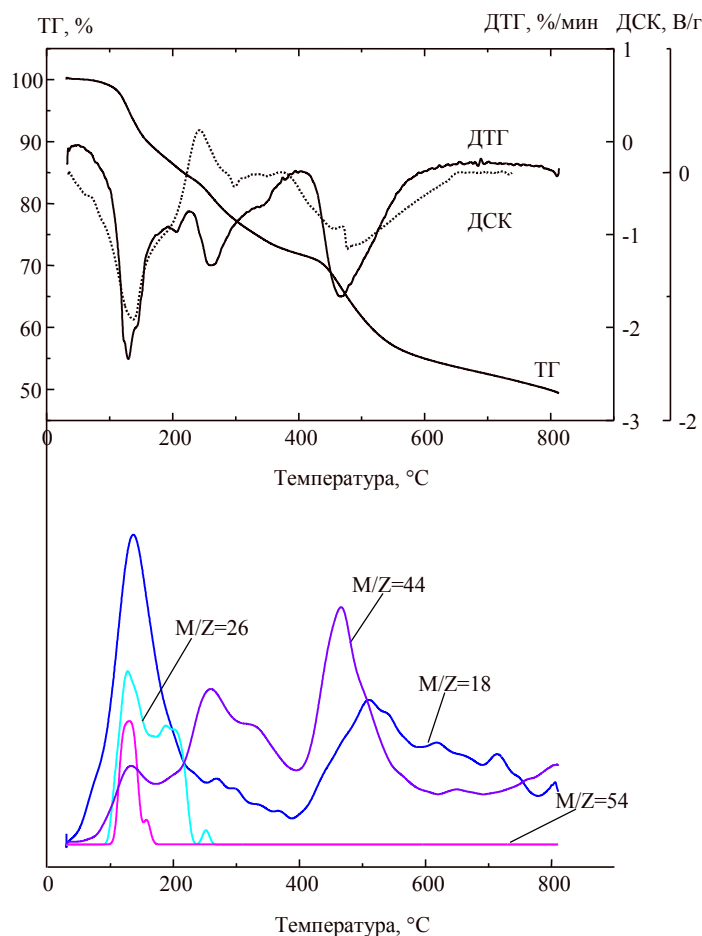 ТГ, %
ДТГ, %/мин
ДСК, В/г
100
90
80
70
60
50
1
0
-1
-2
-3
0
-2
ДТГ
ДСК
ТГ
0
200
400
600
800
Температура, °C
M/Z=44
M/Z=26
M/Z=18
M/Z=54
0
200
400
600
800
Температура, °C